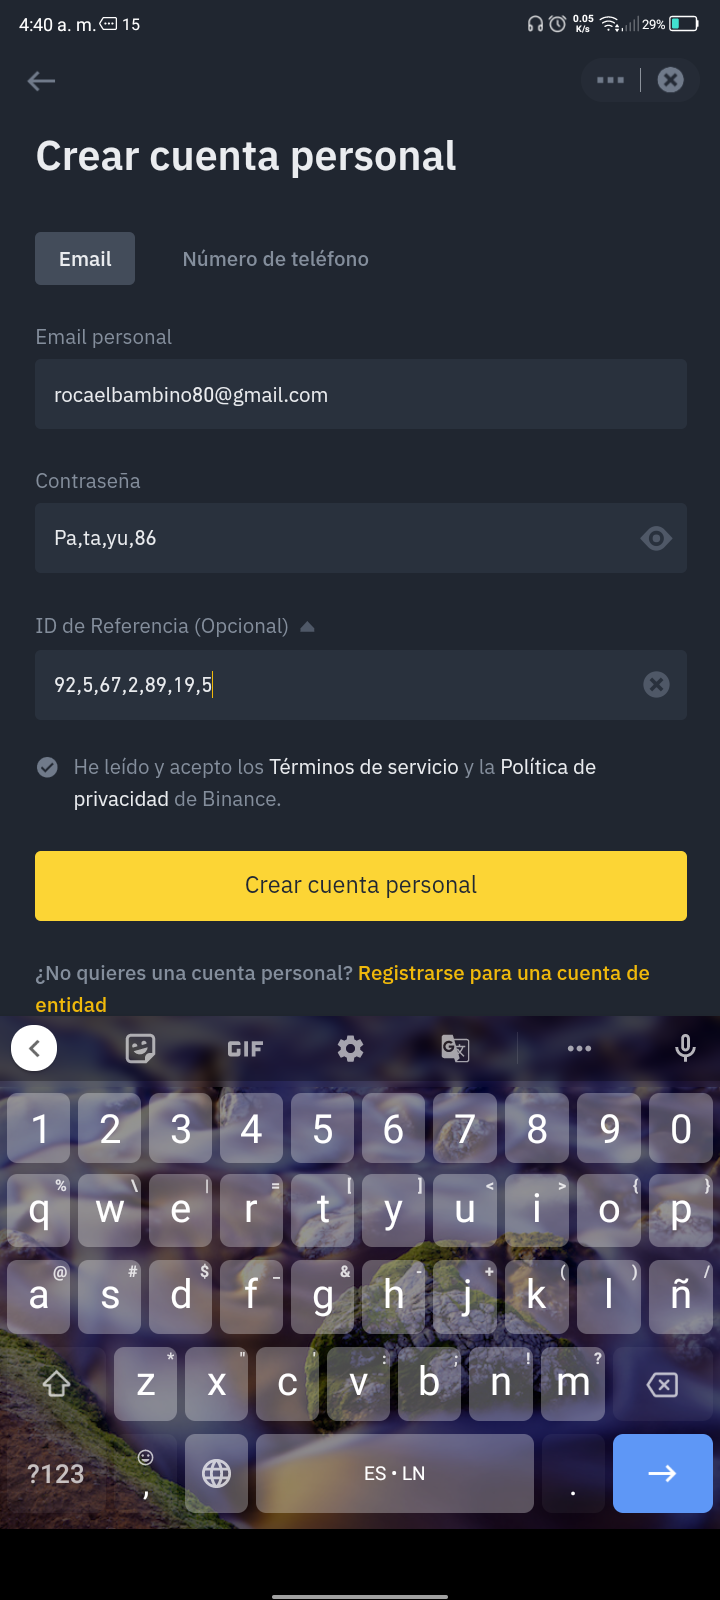 4:40 a. m. 15 0.05 K/s 29%
Crear cuenta personal
Email Número de teléfono
Email personal
rocaelbambino80@gmail.com
Contraseña
Pa,ta,yu,86
ID de Referencia (Opcional)
92,5,67,2,89,19,5
He leído y acepto los Términos de servicio y la Política de
privacidad de Binance.
Crear cuenta personal
¿No quieres una cuenta personal? Registrarse para una cuenta de
entidad
GIF G
1 2 3 4 5 6 7 8 9 0
% \ | = [ ] < > { }
q w e r t y u i o p
@ # $ _ & - + ( ) /
a s d f g h j k l ñ
* " ' : ; ! ?
z x c v b n m
?123 , ES • LN .